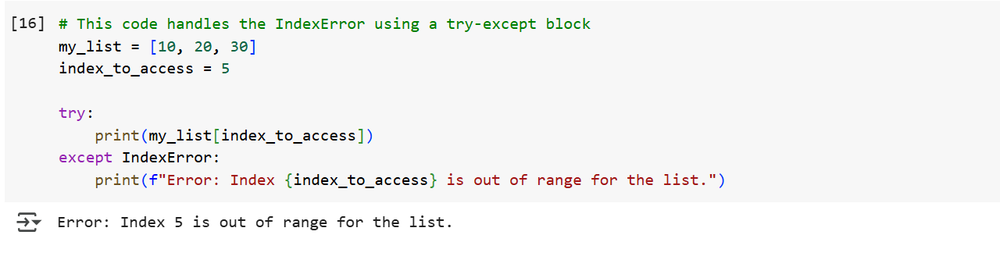 [16] # This code handles the IndexError using a try-except block
my_list = [10, 20, 30]
index_to_access = 5
try:
    print(my_list[index_to_access])
except IndexError:
    print(f"Error: Index {index_to_access} is out of range for the list.")
Error: Index 5 is out of range for the list.